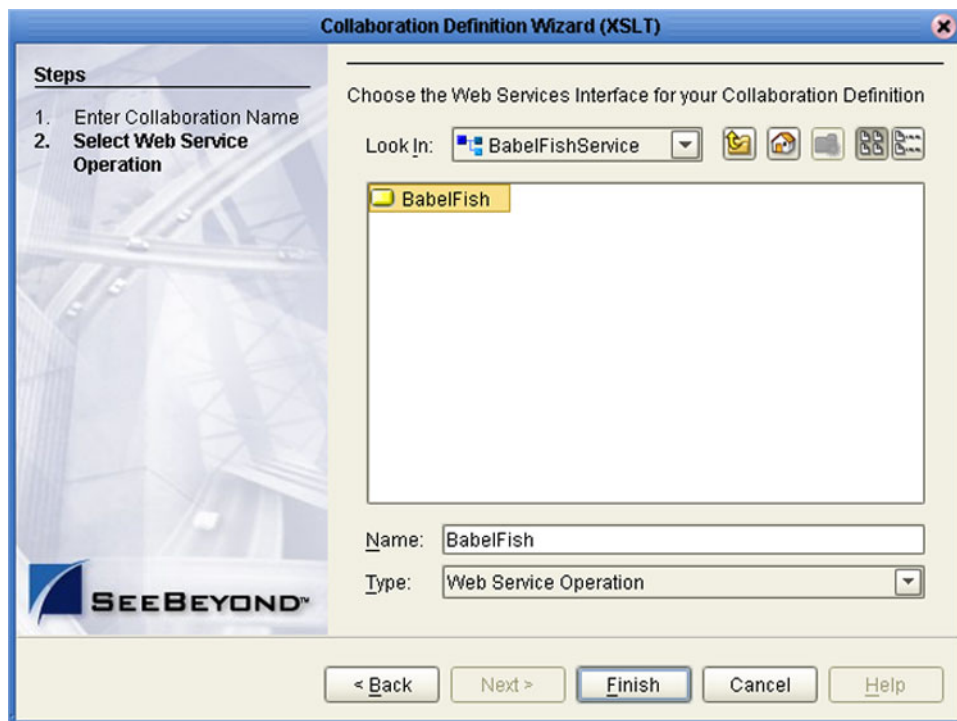 Collaboration Definition Wizard (XSLT)
Steps
1. Enter Collaboration Name
2. Select Web Service
Operation
Choose the Web Services Interface for your Collaboration Definition
Look In: BabelFishService
BabelFish
Name: BabelFish
Type: Web Service Operation
SEEBEYOND™
< Back Next > Finish Cancel Help